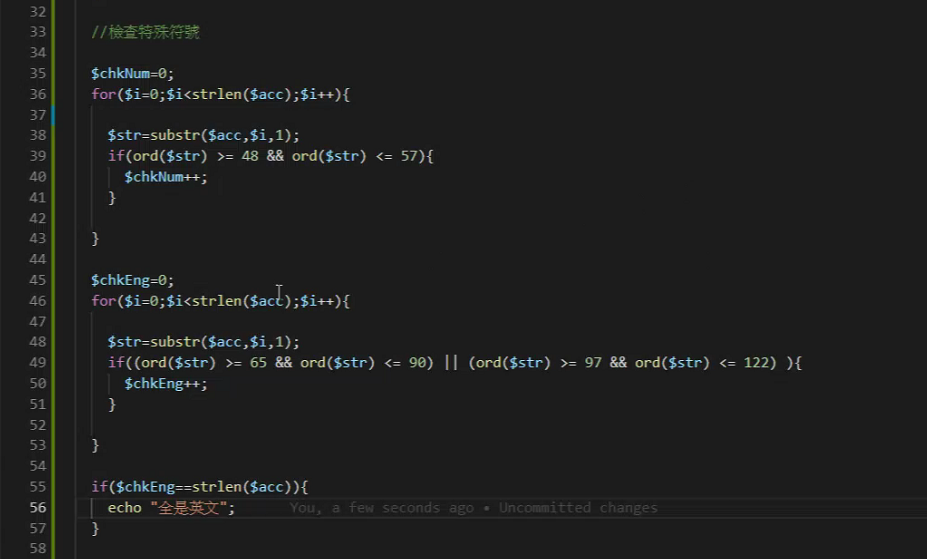 32
33 //檢查特殊符號
34
35 $chkNum=0;
36 for($i=0;$i<strlen($acc);$i++){
37
38 $str=substr($acc,$i,1);
39 if(ord($str) >= 48 && ord($str) <= 57){
40 $chkNum++;
41 }
42
43 }
44
45 $chkEng=0;
46 for($i=0;$i<strlen($acc);$i++){
47
48 $str=substr($acc,$i,1);
49 if((ord($str) >= 65 && ord($str) <= 90) || (ord($str) >= 97 && ord($str) <= 122) ){
50 $chkEng++;
51 }
52
53 }
54
55 if($chkEng==strlen($acc)){
56 echo "全是英文"; You, a few seconds ago • Uncommitted changes
57 }
58